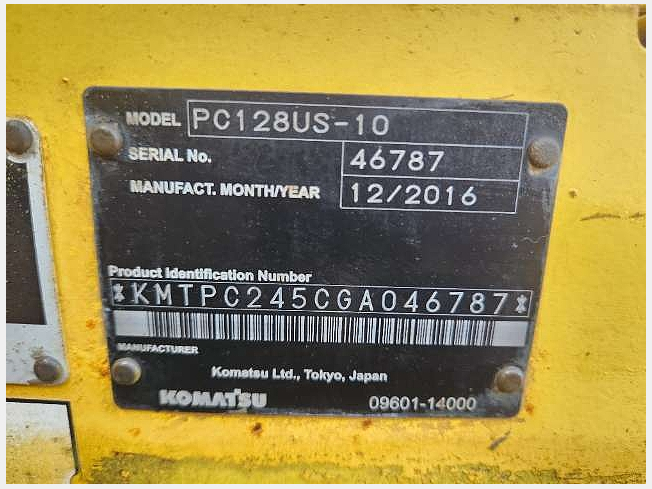 MODEL PC128US-10
SERIAL No. 46787
MANUFACT. MONTH/YEAR 12/2016
Product Identification Number
*KMTPC245CGA046787*
MANUFACTURER
Komatsu Ltd., Tokyo, Japan
KOMATSU 09601-14000